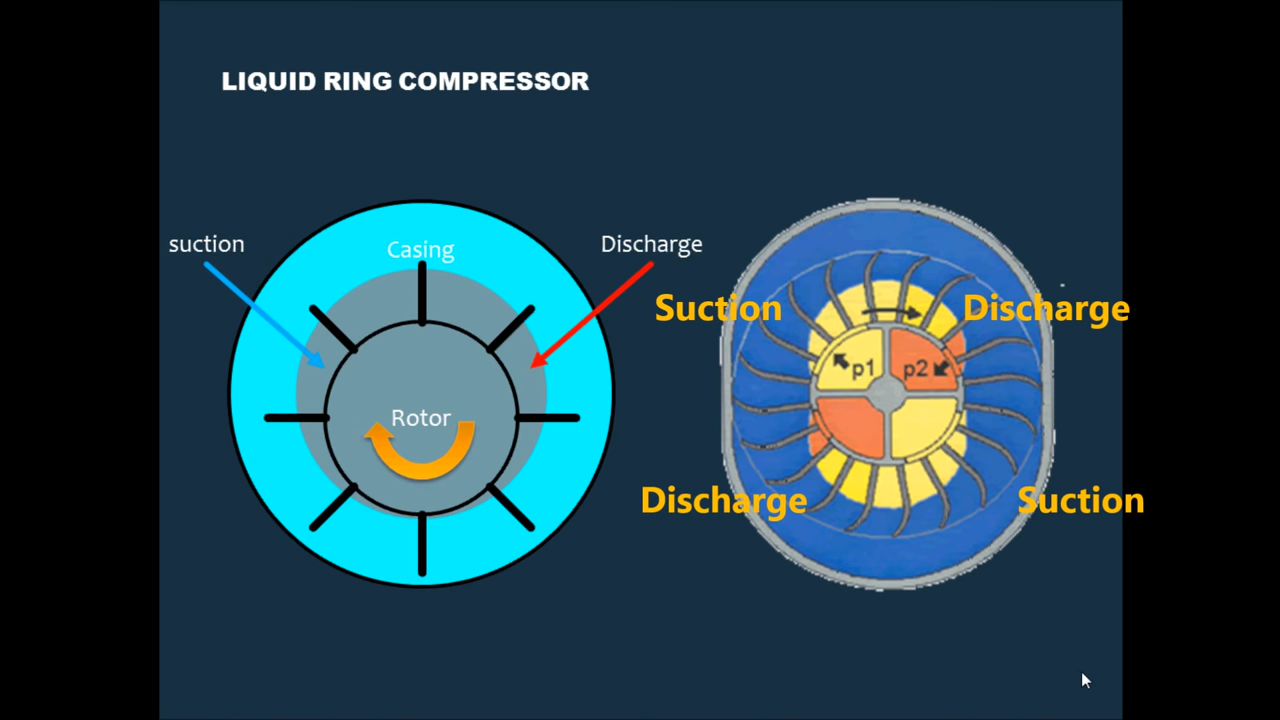 LIQUID RING COMPRESSOR
suction
Casing
Discharge
Rotor
Suction
Discharge
p1
p2
Discharge
Suction